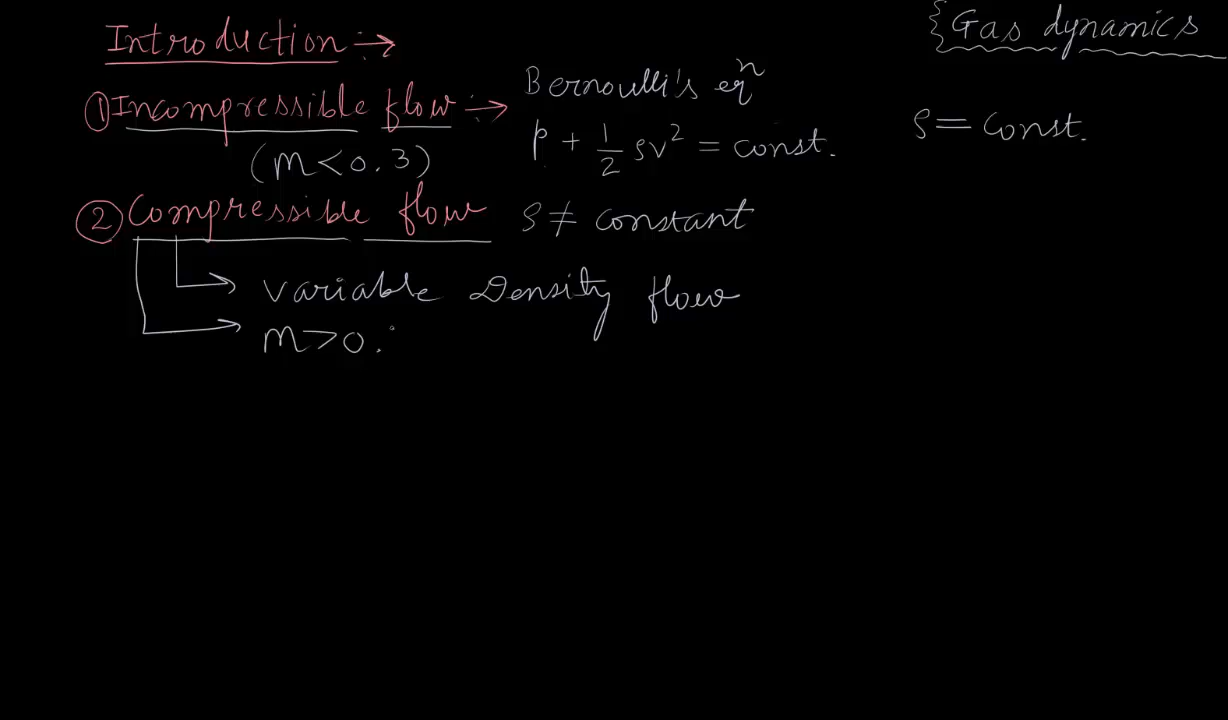 {Gas dynamics
Introduction :→
① Incompressible flow :→ Bernoulli's eqⁿ
(M<0.3) p + 1/2 ρv² = const. ρ = const.
② Compressible flow ρ ≠ constant
→ variable Density flow
→ M>0.